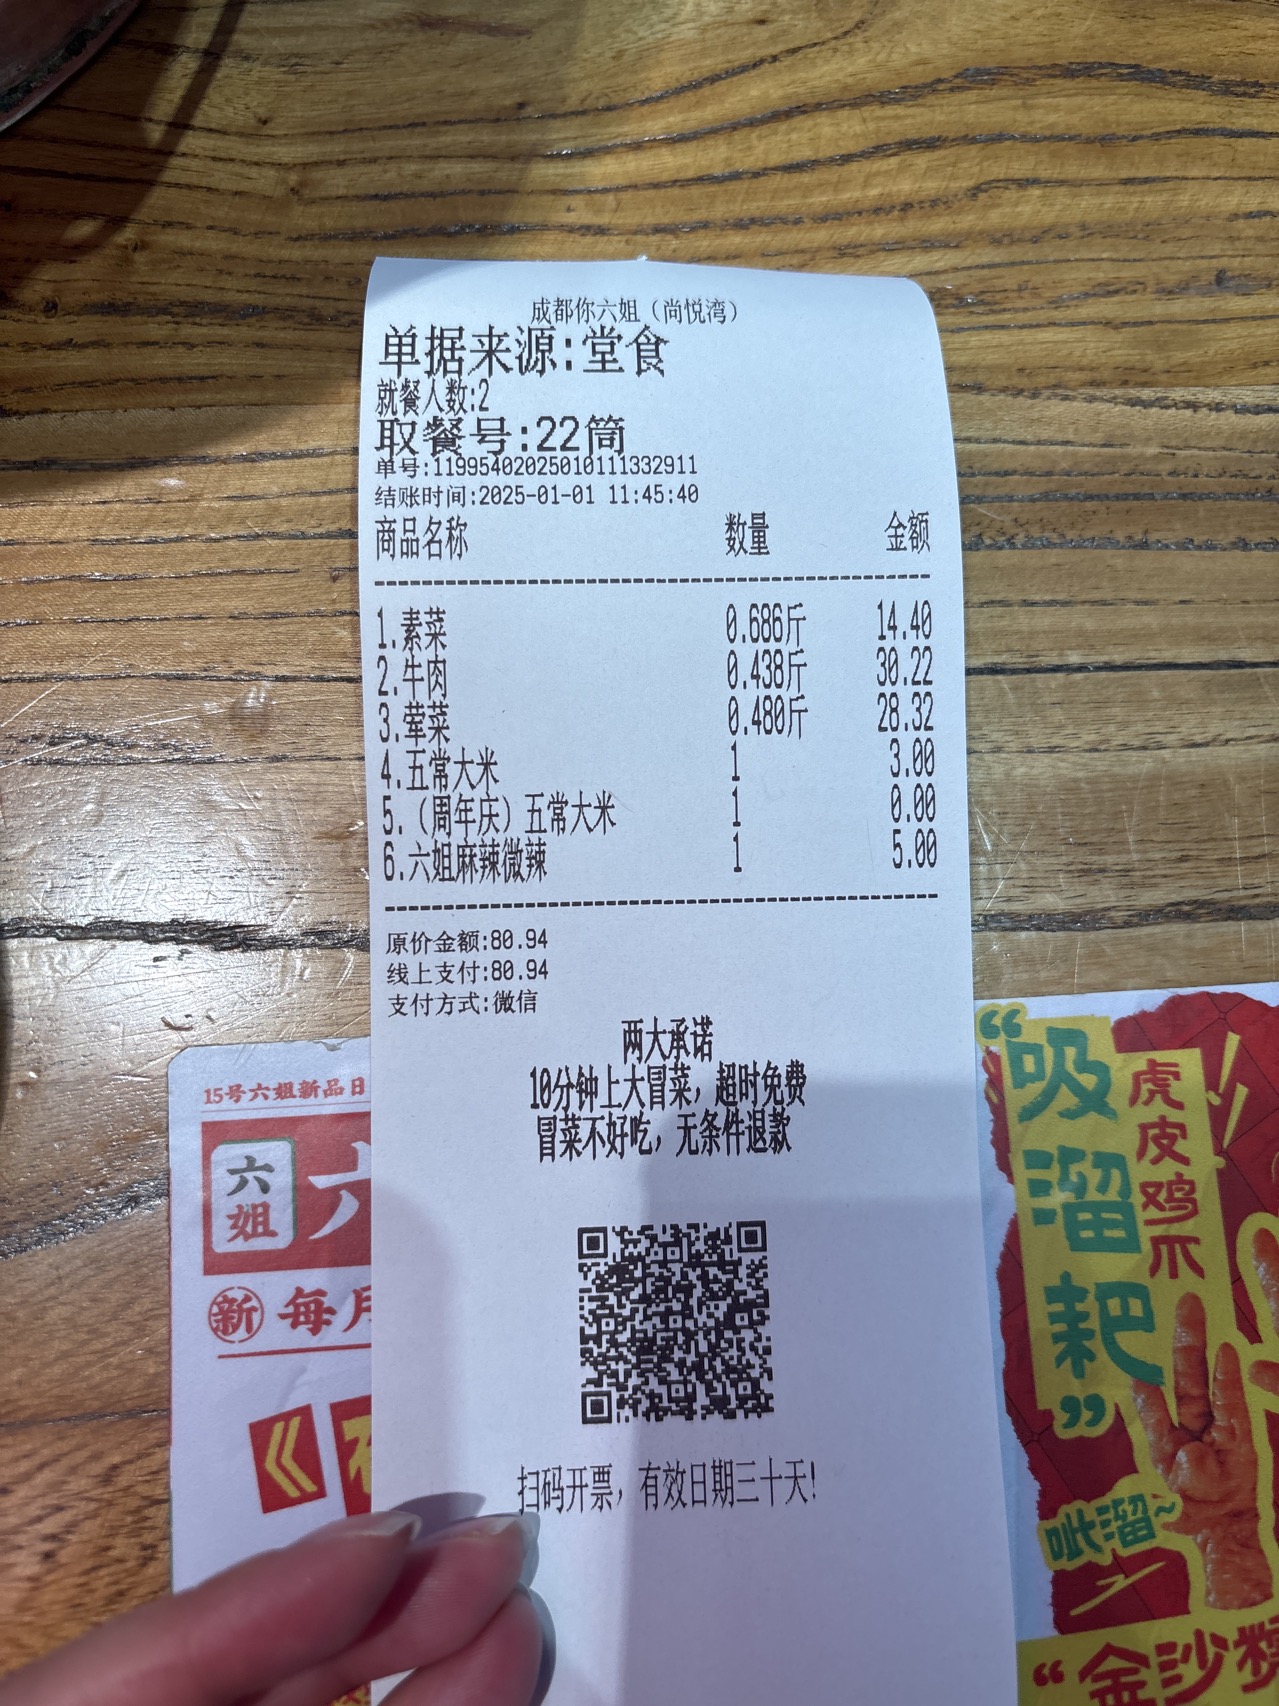 成都你六姐（尚悦湾）
单据来源:堂食
就餐人数:2
取餐号:22筒
单号:11995402025010111332911
结账时间:2025-01-01 11:45:40
商品名称 数量 金额
1.素菜 0.686斤 14.40
2.牛肉 0.438斤 30.22
3.荤菜 0.480斤 28.32
4.五常大米 1 3.00
5.（周年庆）五常大米 1 0.00
6.六姐麻辣微辣 1 5.00
原价金额:80.94
线上支付:80.94
支付方式:微信
两大承诺
10分钟上大冒菜，超时免费
冒菜不好吃，无条件退款
扫码开票，有效日期三十天!
15号六姐新品日
六姐
六
新 每月
《
“吸溜耙”
虎皮鸡爪
呲溜~
“金沙